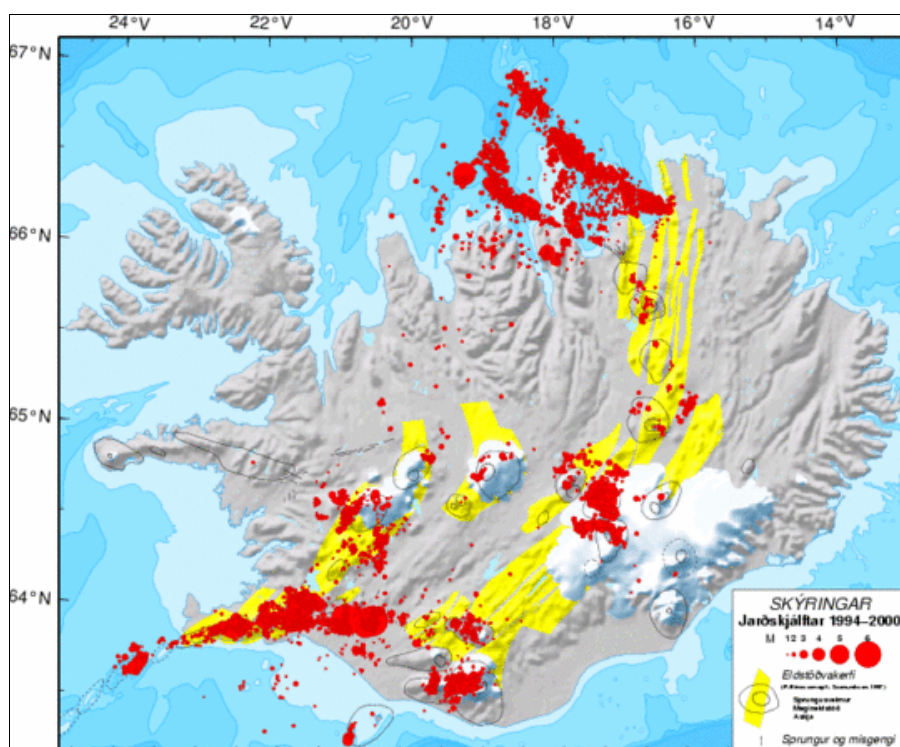 24°V 22°V 20°V 18°V 16°V 14°V
67°N
66°N
65°N
64°N
SKÝRINGAR
Jarðskjálftar 1994–2000
M 1 2 3 4 5 6
Eldstöðvakerfi
Sprungusveimur
Megineldstöð
Askja
Sprungur og misgengi